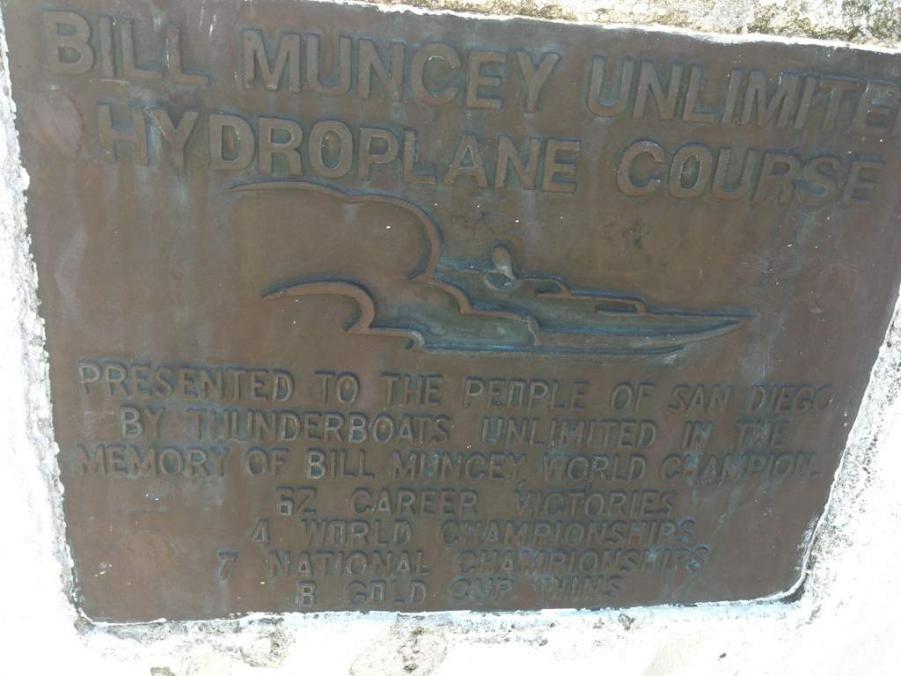 BILL MUNCEY UNLIMITED
HYDROPLANE COURSE
PRESENTED TO THE PEOPLE OF SAN DIEGO
BY THUNDERBOATS UNLIMITED IN THE
MEMORY OF BILL MUNCEY, WORLD CHAMPION.
62 CAREER VICTORIES
4 WORLD CHAMPIONSHIPS
7 NATIONAL CHAMPIONSHIPS
8 GOLD CUP WINS